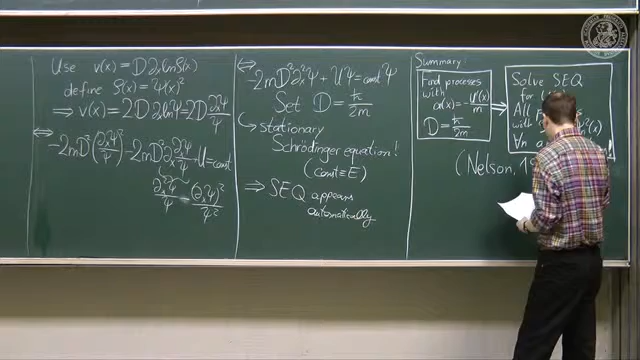 Use v(x) = D∂ₓlnρ(x)
define ρ(x) = Ψ(x)²
⇒ v(x) = 2D ∂ₓlnΨ = 2D ∂ₓΨ/Ψ
⇔ -2mD²(∂ₓΨ/Ψ)² - 2mD² ∂ₓ ∂ₓΨ/Ψ + U = const
∂ₓ²Ψ/Ψ - (∂ₓΨ)²/Ψ²
⇔ -2mD²∂ₓ²Ψ + UΨ = const Ψ
Set D = ħ/2m
↪ stationary
Schrödinger equation!
(const ≡ E)
⇒ SEQ appears
automatically
Summary:
Find processes
with
α(x) = -U'(x)/m
D = ħ/2m
→
Solve SEQ
for
All
with
∀n a
(Nelson, 1